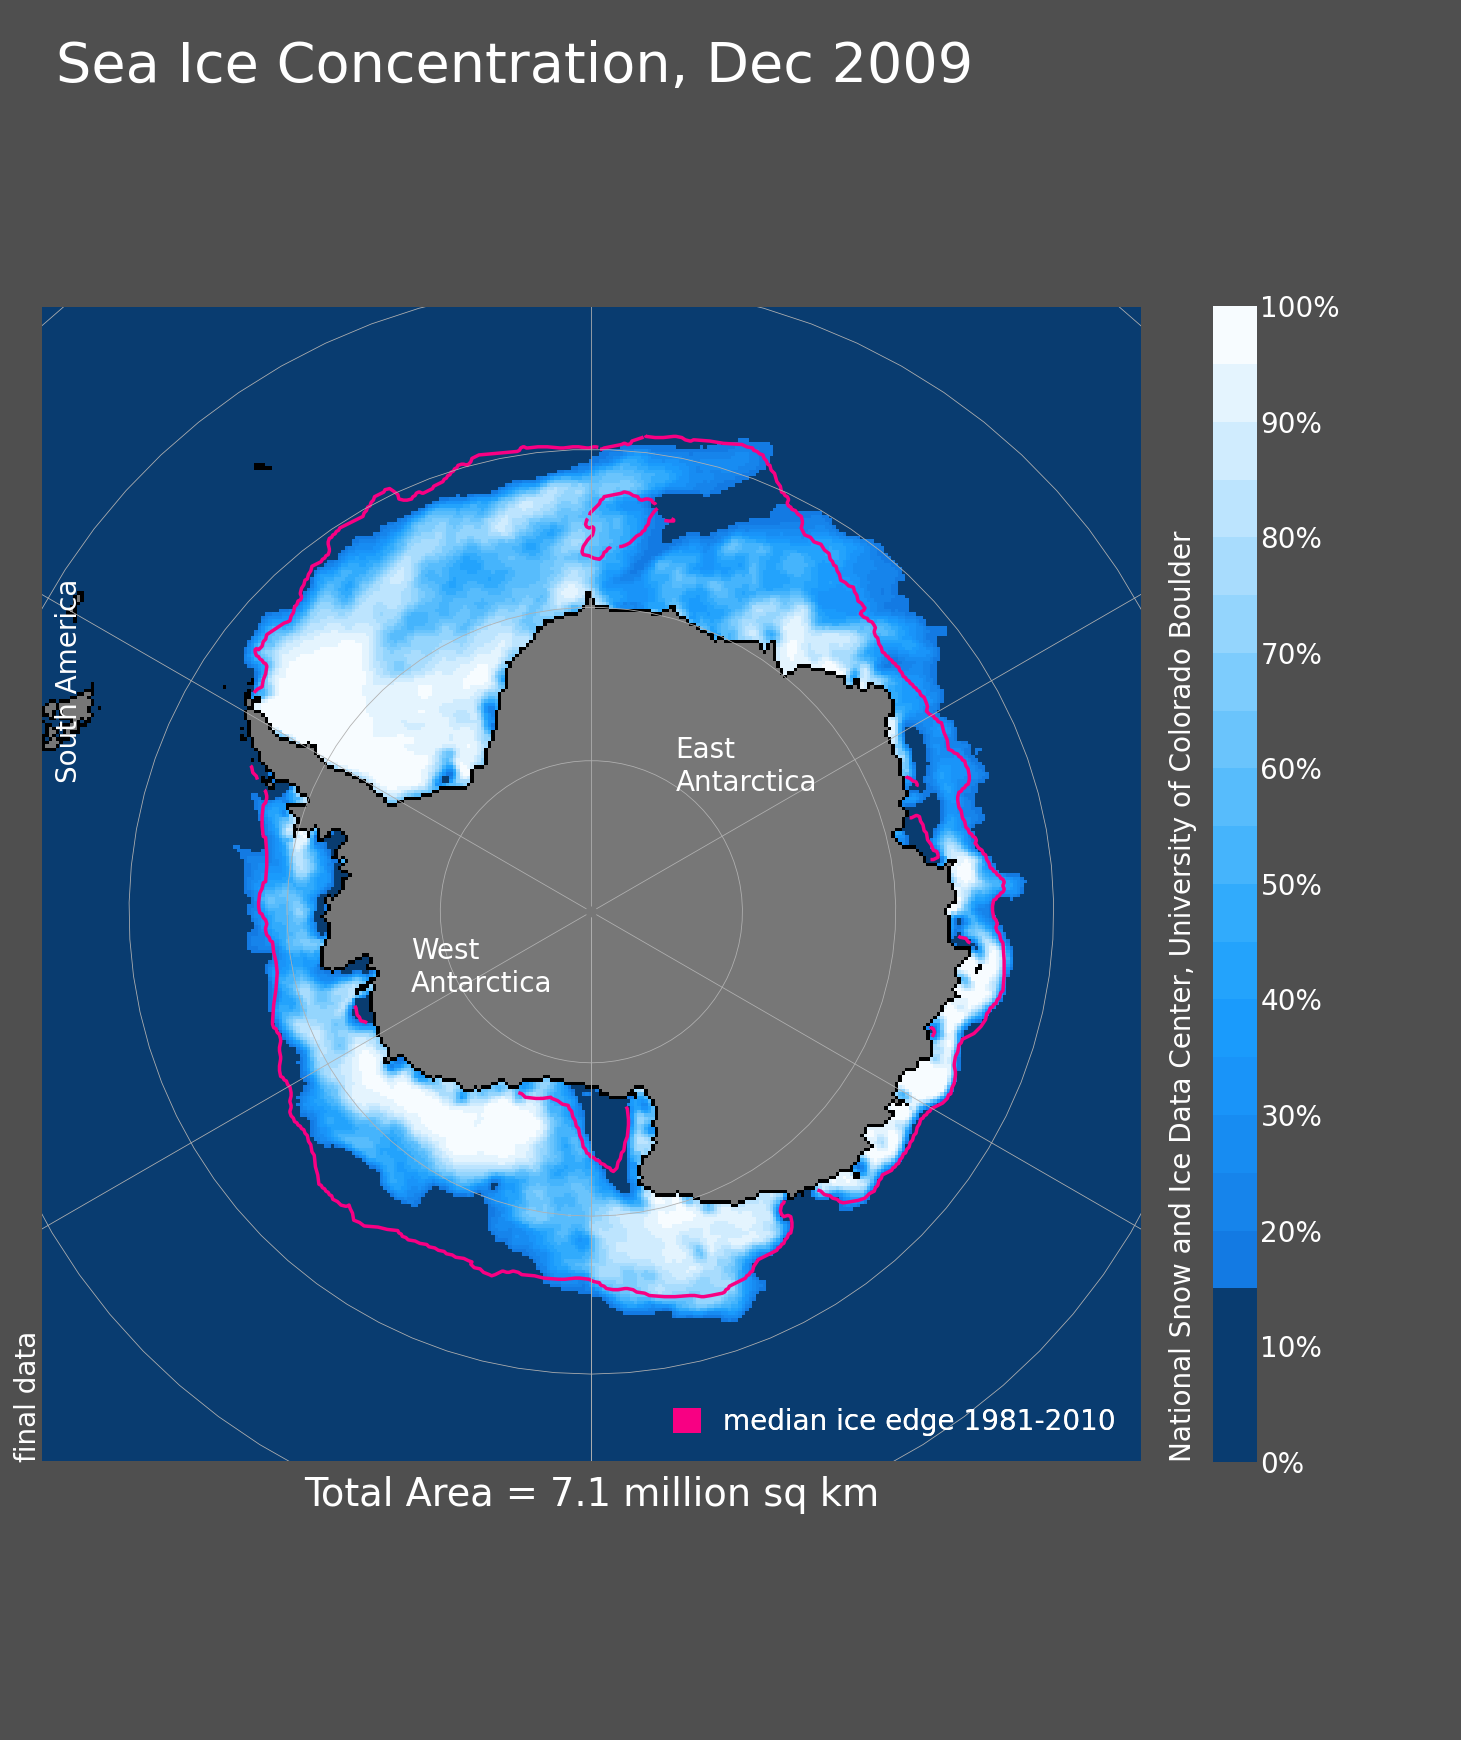 Sea Ice Concentration, Dec 2009
South America
East
Antarctica
West
Antarctica
final data
median ice edge 1981-2010
Total Area = 7.1 million sq km
National Snow and Ice Data Center, University of Colorado Boulder
100%
90%
80%
70%
60%
50%
40%
30%
20%
10%
0%